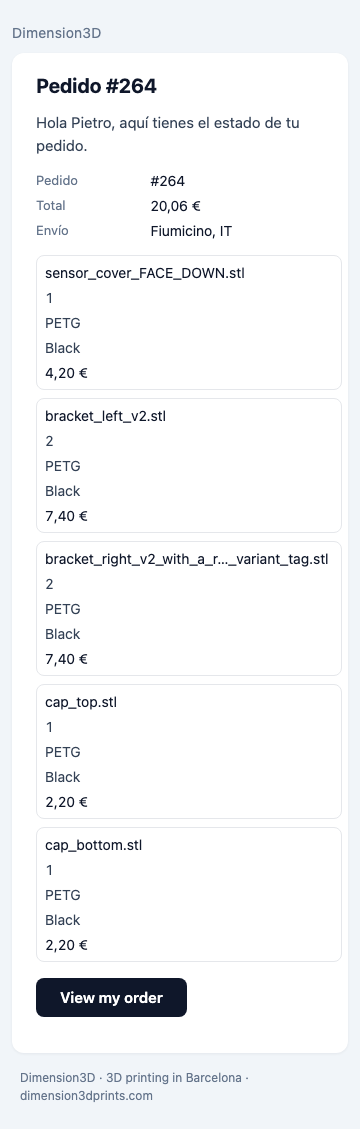 Dimension3D
Pedido #264
Hola Pietro, aquí tienes el estado de tu
pedido.
Pedido #264
Total 20,06 €
Envío Fiumicino, IT
sensor_cover_FACE_DOWN.stl
1
PETG
Black
4,20 €
bracket_left_v2.stl
2
PETG
Black
7,40 €
bracket_right_v2_with_a_r…_variant_tag.stl
2
PETG
Black
7,40 €
cap_top.stl
1
PETG
Black
2,20 €
cap_bottom.stl
1
PETG
Black
2,20 €
View my order
Dimension3D · 3D printing in Barcelona ·
dimension3dprints.com